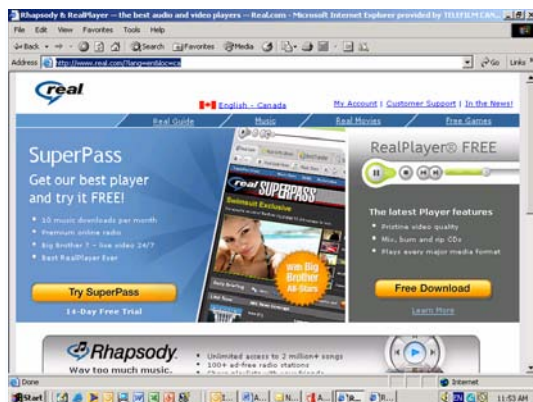 Rhapsody & RealPlayer -- the best audio and video players -- Real.com - Microsoft Internet Explorer provided by TELEFILM CAN...
File Edit View Favorites Tools Help
Back Search Favorites Media
Address http://www.real.com/?lang=en&loc=ca Go Links
real
English - Canada My Account | Customer Support | In the News!
Real Guide Music Real Movies Free Games
SuperPass
Get our best player
and try it FREE!
10 music downloads per month
Premium online radio
Big Brother 7 - live video 24/7
Best RealPlayer Ever
Try SuperPass
14-Day Free Trial
real SUPERPASS
Swimsuit Exclusive
With Big
Brother
All-Stars
RealPlayer® FREE
The latest Player features
Pristine video quality
Mix, burn and rip CDs
Plays every major media format
Free Download
Learn More
Rhapsody
Way too much music.
Unlimited access to 2 million+ songs
100+ ad-free radio stations
Done Internet
Start 11:53 AM